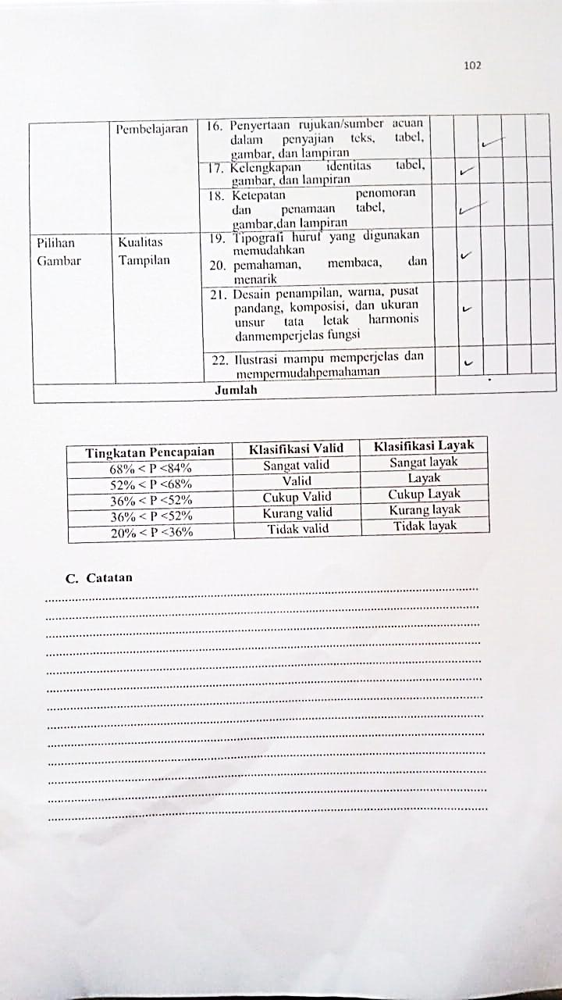 102
Pembelajaran
16. Penyertaan rujukan/sumber acuan
dalam penyajian teks, tabel,
gambar, dan lampiran
17. Kelengkapan identitas tabel,
gambar, dan lampiran
18. Ketepatan penomoran
dan penamaan tabel,
gambar,dan lampiran
Pilihan
Gambar
Kualitas
Tampilan
19. Tipografi huruf yang digunakan
memudahkan
20. pemahaman, membaca, dan
menarik
21. Desain penampilan, warna, pusat
pandang, komposisi, dan ukuran
unsur tata letak harmonis
danmemperjelas fungsi
22. Ilustrasi mampu memperjelas dan
mempermudahpemahaman
Jumlah
Tingkatan Pencapaian Klasifikasi Valid Klasifikasi Layak
68% < P <84% Sangat valid Sangat layak
52% < P <68% Valid Layak
36% < P <52% Cukup Valid Cukup Layak
36% < P <52% Kurang valid Kurang layak
20% < P <36% Tidak valid Tidak layak
C. Catatan